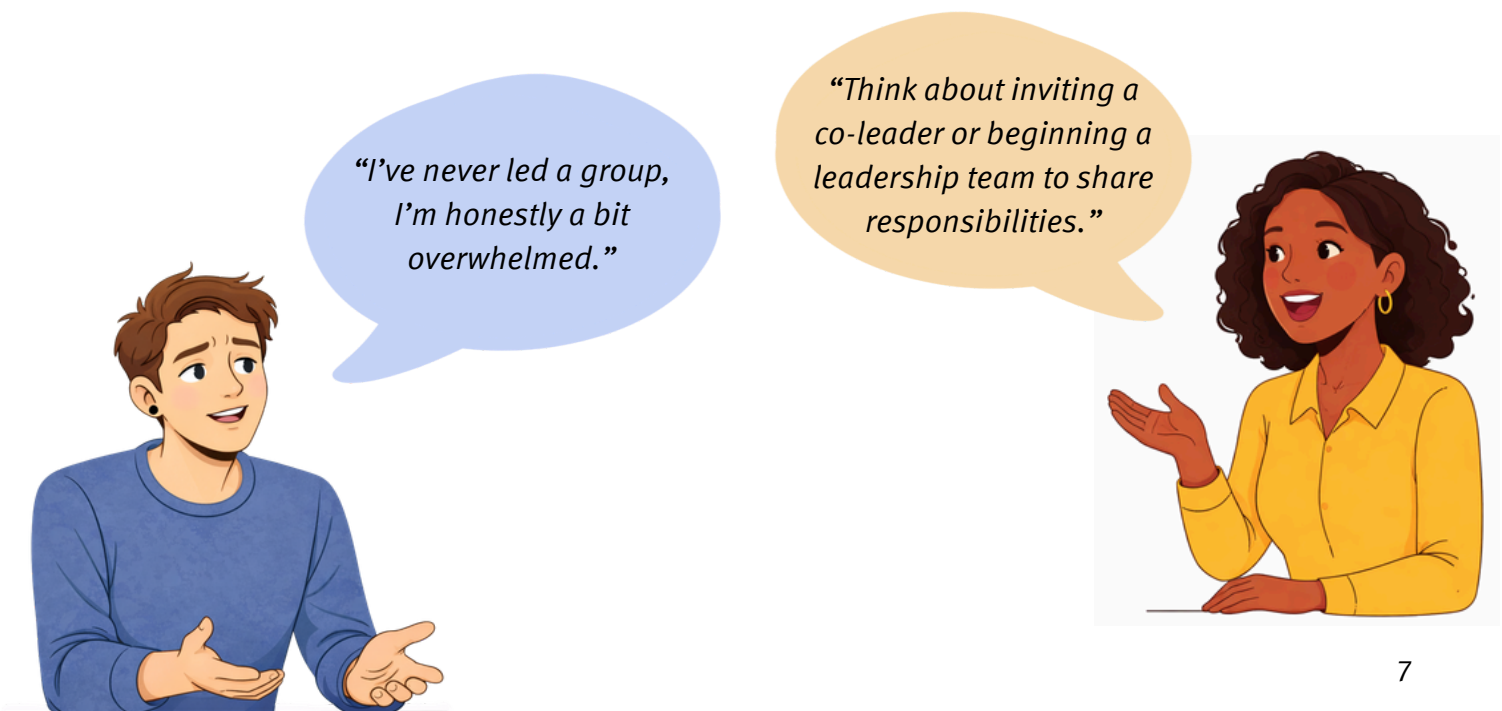 “I’ve never led a group,
I’m honestly a bit
overwhelmed.”
“Think about inviting a
co-leader or beginning a
leadership team to share
responsibilities.”
7